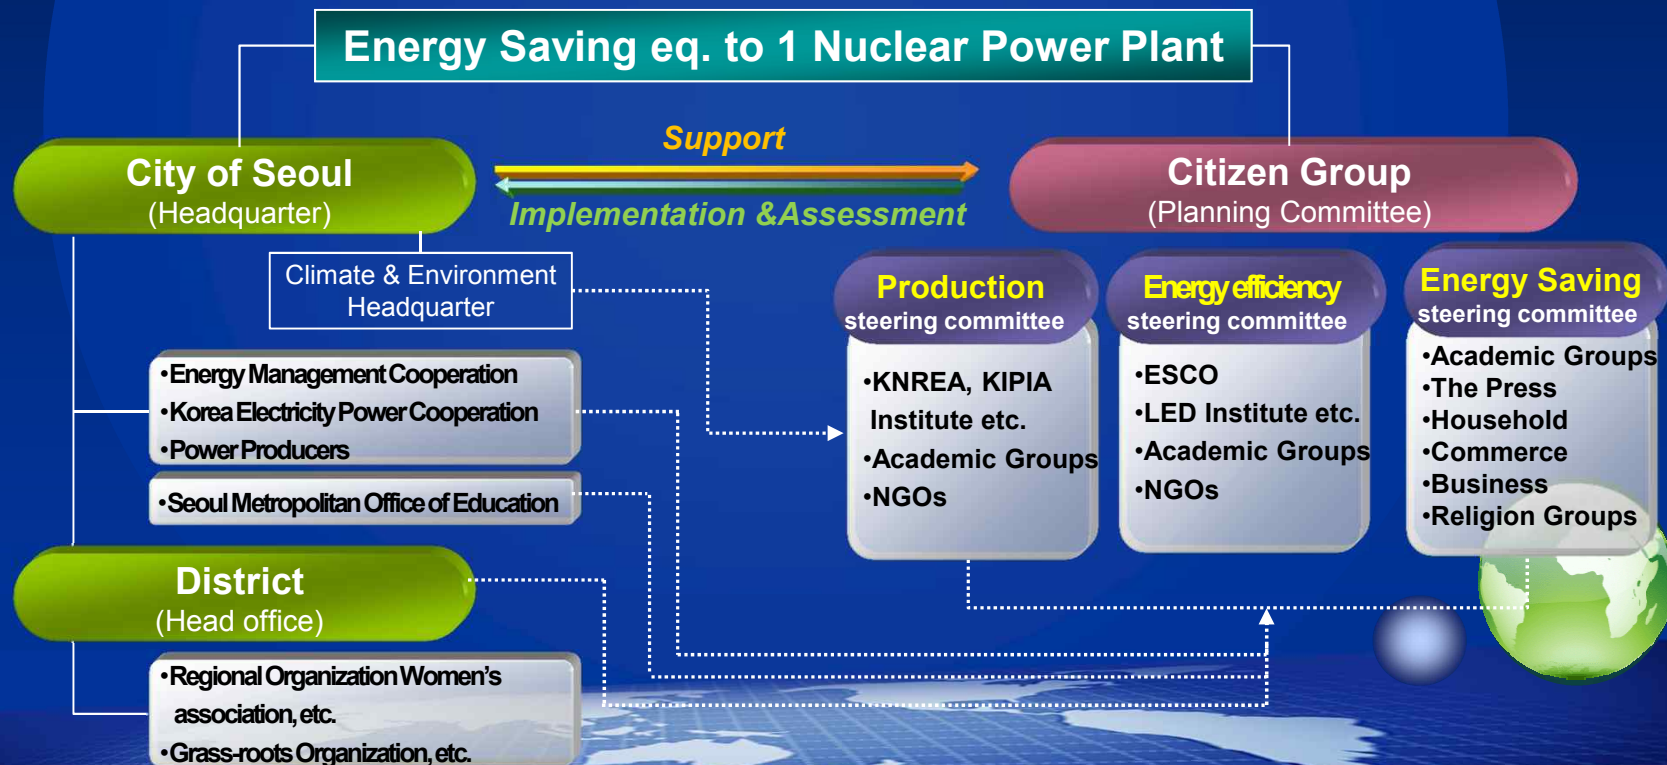 Energy Saving eq. to 1 Nuclear Power Plant
City of Seoul
(Headquarter)
Support
Implementation &Assessment
Citizen Group
(Planning Committee)
Climate & Environment
Headquarter
•Energy Management Cooperation
•Korea Electricity Power Cooperation
•Power Producers
•Seoul Metropolitan Office of Education
District
(Head office)
•Regional Organization Women's
association, etc.
•Grass-roots Organization, etc.
Production
steering committee
•KNREA, KIPIA
Institute etc.
•Academic Groups
•NGOs
Energy efficiency
steering committee
•ESCO
•LED Institute etc.
•Academic Groups
•NGOs
Energy Saving
steering committee
•Academic Groups
•The Press
•Household
•Commerce
•Business
•Religion Groups